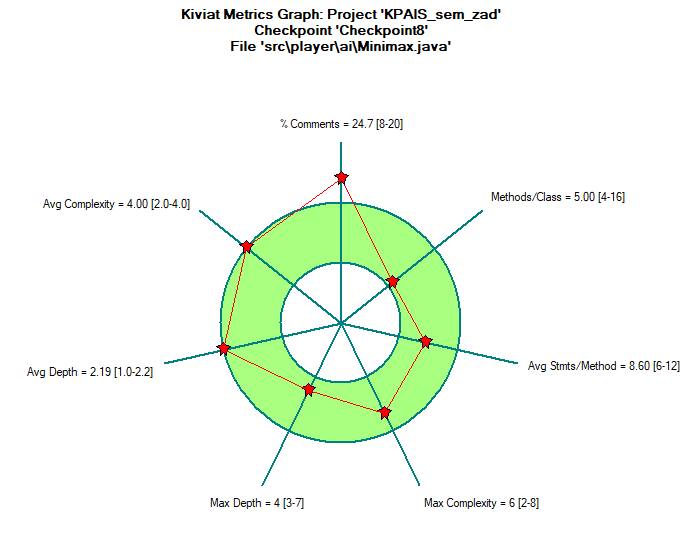 Kiviat Metrics Graph: Project 'KPAIS_sem_zad'
Checkpoint 'Checkpoint8'
File 'src\player\ai\Minimax.java'
% Comments = 24.7 [8-20]
Methods/Class = 5.00 [4-16]
Avg Complexity = 4.00 [2.0-4.0]
Avg Stmts/Method = 8.60 [6-12]
Avg Depth = 2.19 [1.0-2.2]
Max Depth = 4 [3-7]
Max Complexity = 6 [2-8]